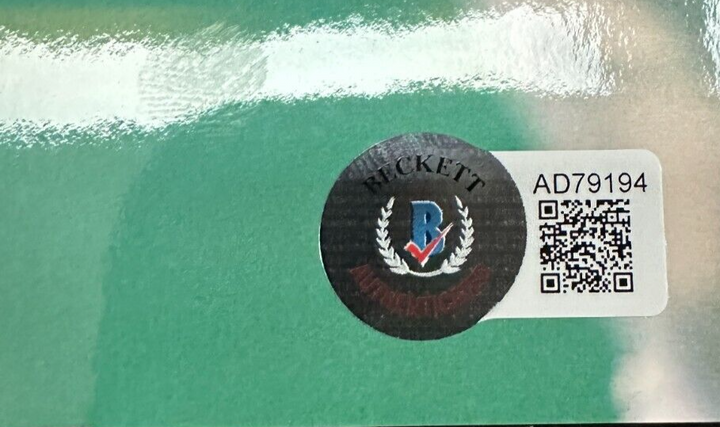 BECKETT
B
AUTHENTICATED
AD79194